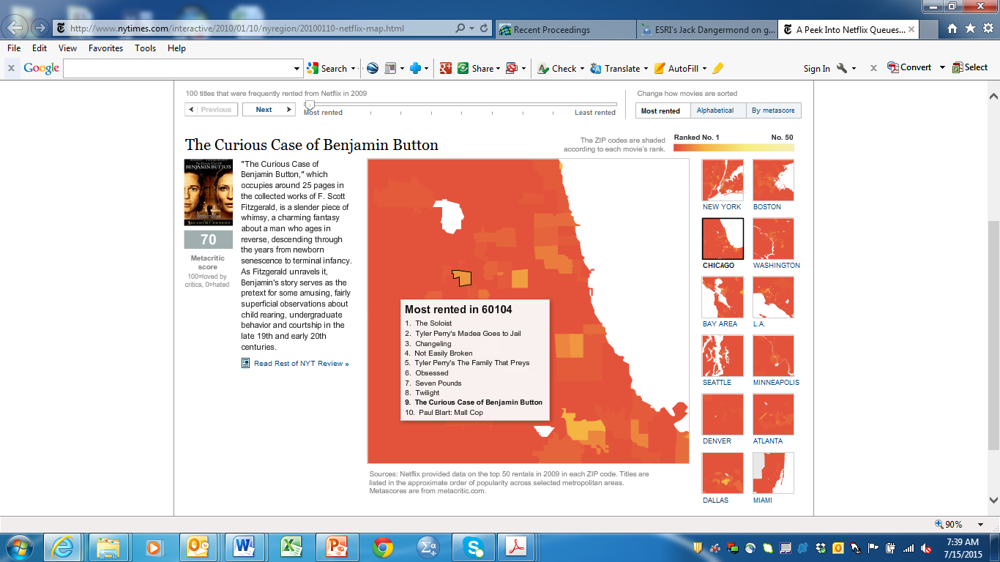 http://www.nytimes.com/interactive/2010/01/10/nyregion/20100110-netflix-map.html
Recent Proceedings
ESRI's Jack Dangermond on g...
A Peek Into Netflix Queues...
File Edit View Favorites Tools Help
Google
Search
Share
Check
Translate
AutoFill
Sign In
Convert
Select
100 titles that were frequently rented from Netflix in 2009
Change how movies are sorted
Previous
Next
Most rented
Least rented
Most rented
Alphabetical
By metascore
The Curious Case of Benjamin Button
The ZIP codes are shaded
according to each movie's rank.
Ranked No. 1
No. 50
BENJAMIN BUTTON
"The Curious Case of
Benjamin Button," which
occupies around 25 pages in
the collected works of F. Scott
Fitzgerald, is a slender piece of
whimsy, a charming fantasy
about a man who ages in
reverse, descending through
the years from newborn
senescence to terminal infancy.
As Fitzgerald unravels it,
Benjamin's story serves as the
pretext for some amusing, fairly
superficial observations about
child rearing, undergraduate
behavior and courtship in the
late 19th and early 20th
centuries.
Read Rest of NYT Review »
70
Metacritic
score
100=loved by
critics, 0=hated
Most rented in 60104
1. The Soloist
2. Tyler Perry's Madea Goes to Jail
3. Changeling
4. Not Easily Broken
5. Tyler Perry's The Family That Preys
6. Obsessed
7. Seven Pounds
8. Twilight
9. The Curious Case of Benjamin Button
10. Paul Blart: Mall Cop
NEW YORK
BOSTON
CHICAGO
WASHINGTON
BAY AREA
L.A.
SEATTLE
MINNEAPOLIS
DENVER
ATLANTA
DALLAS
MIAMI
Sources: Netflix provided data on the top 50 rentals in 2009 in each ZIP code. Titles are
listed in the approximate order of popularity across selected metropolitan areas.
Metascores are from metacritic.com.
90%
7:39 AM
7/15/2015